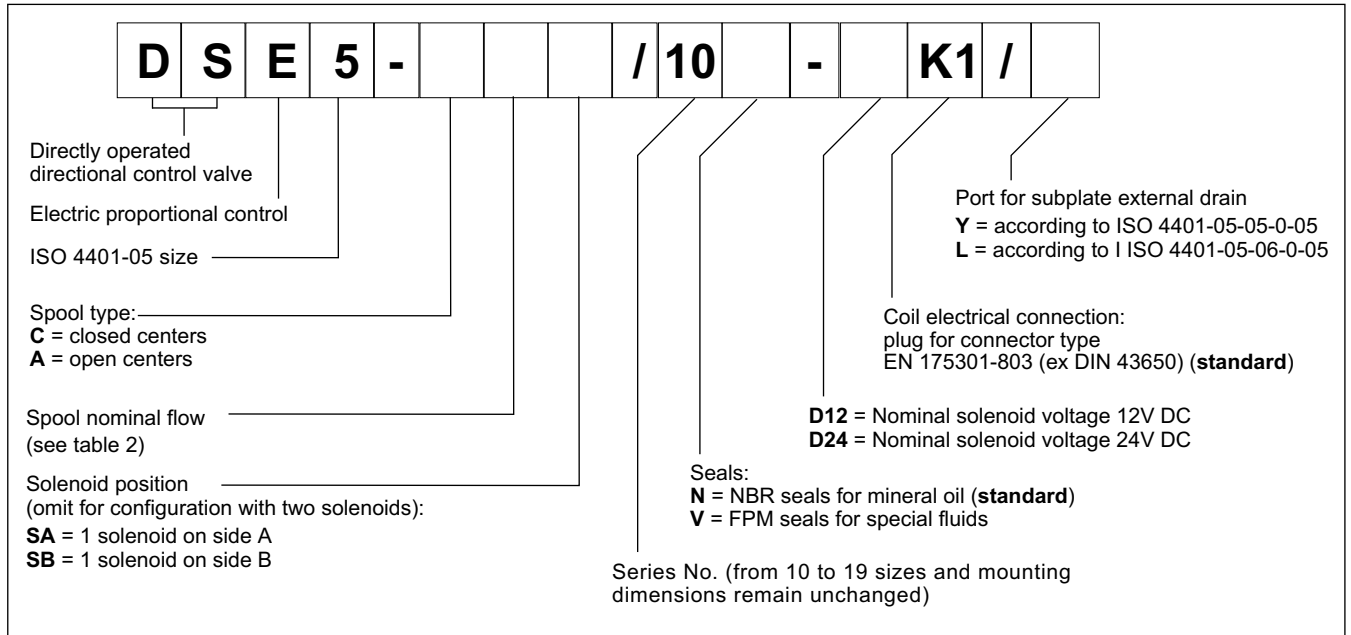 D S E 5 - / 10 - K1 /
Directly operated
directional control valve
Electric proportional control
ISO 4401-05 size
Spool type:
C = closed centers
A = open centers
Spool nominal flow
(see table 2)
Solenoid position
(omit for configuration with two solenoids):
SA = 1 solenoid on side A
SB = 1 solenoid on side B
Port for subplate external drain
Y = according to ISO 4401-05-05-0-05
L = according to I ISO 4401-05-06-0-05
Coil electrical connection:
plug for connector type
EN 175301-803 (ex DIN 43650) (standard)
D12 = Nominal solenoid voltage 12V DC
D24 = Nominal solenoid voltage 24V DC
Seals:
N = NBR seals for mineral oil (standard)
V = FPM seals for special fluids
Series No. (from 10 to 19 sizes and mounting
dimensions remain unchanged)